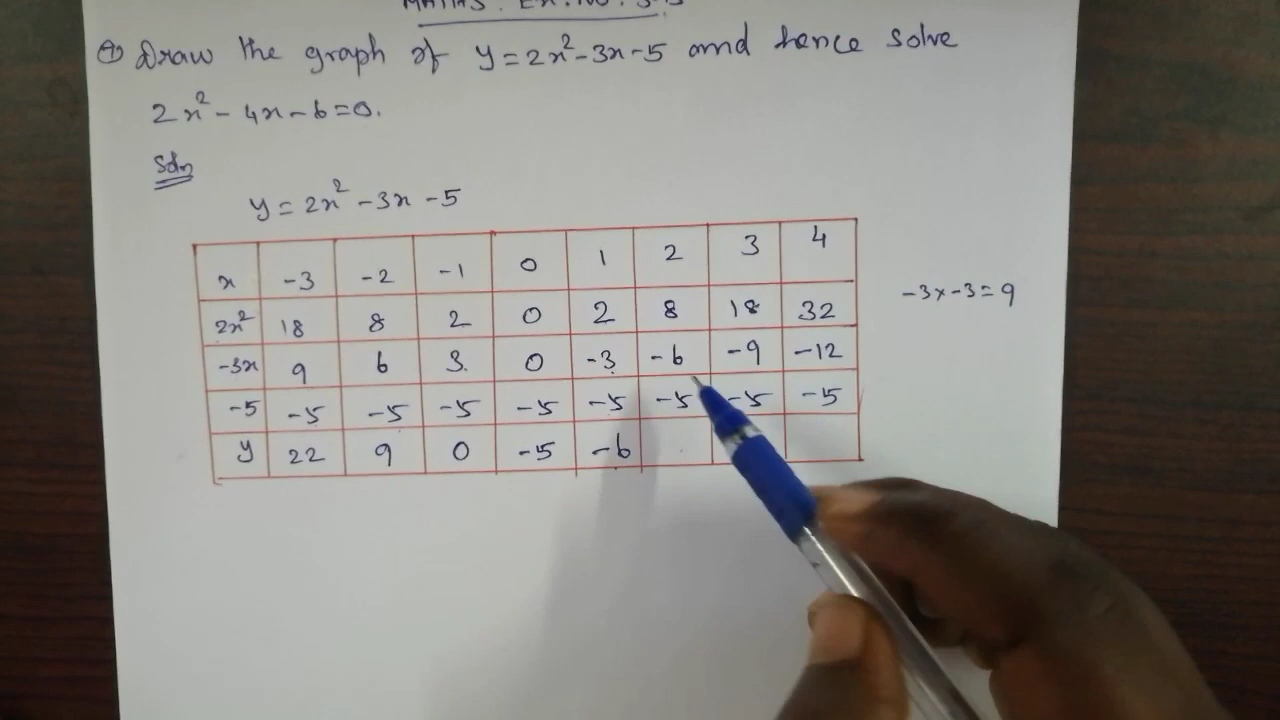 Draw the graph of y = 2x² - 3x - 5 and hence solve
2x² - 4x - 6 = 0.
Soln
y = 2x² - 3x - 5
x -3 -2 -1 0 1 2 3 4
2x² 18 8 2 0 2 8 18 32
-3x 9 6 3 0 -3 -6 -9 -12
-5 -5 -5 -5 -5 -5 -5 -5 -5
y 22 9 0 -5 -6
-3x-3=9